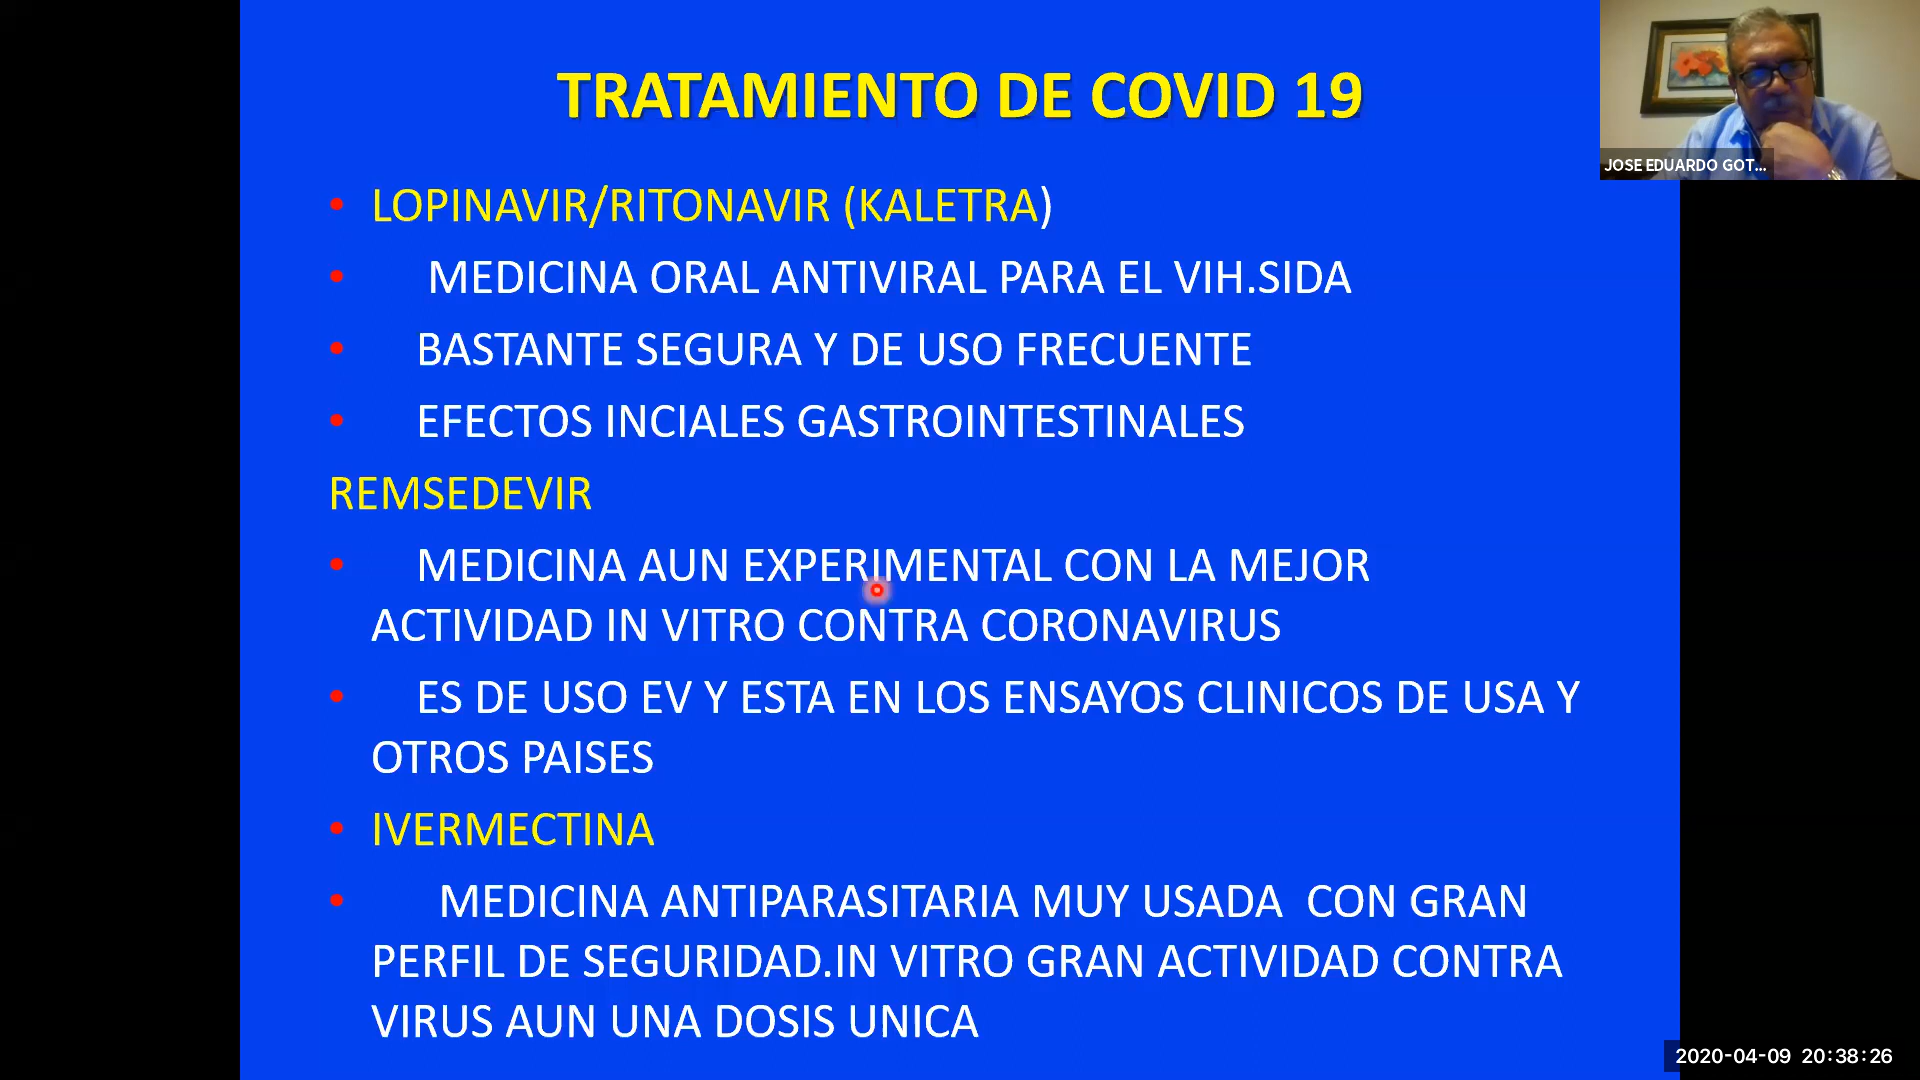 TRATAMIENTO DE COVID 19
JOSE EDUARDO GOT...
• LOPINAVIR/RITONAVIR (KALETRA)
• MEDICINA ORAL ANTIVIRAL PARA EL VIH.SIDA
• BASTANTE SEGURA Y DE USO FRECUENTE
• EFECTOS INCIALES GASTROINTESTINALES
REMSEDEVIR
• MEDICINA AUN EXPERIMENTAL CON LA MEJOR
ACTIVIDAD IN VITRO CONTRA CORONAVIRUS
• ES DE USO EV Y ESTA EN LOS ENSAYOS CLINICOS DE USA Y
OTROS PAISES
• IVERMECTINA
• MEDICINA ANTIPARASITARIA MUY USADA  CON GRAN
PERFIL DE SEGURIDAD.IN VITRO GRAN ACTIVIDAD CONTRA
VIRUS AUN UNA DOSIS UNICA
2020-04-09 20:38:26